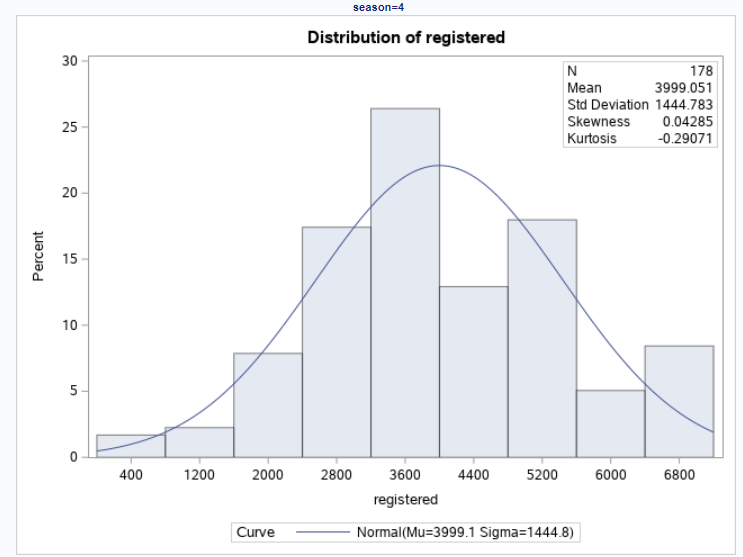 season=4
Distribution of registered
N 178
Mean 3999.051
Std Deviation 1444.783
Skewness 0.04285
Kurtosis -0.29071
30
25
20
15
10
5
0
Percent
400 1200 2000 2800 3600 4400 5200 6000 6800
registered
Curve Normal(Mu=3999.1 Sigma=1444.8)